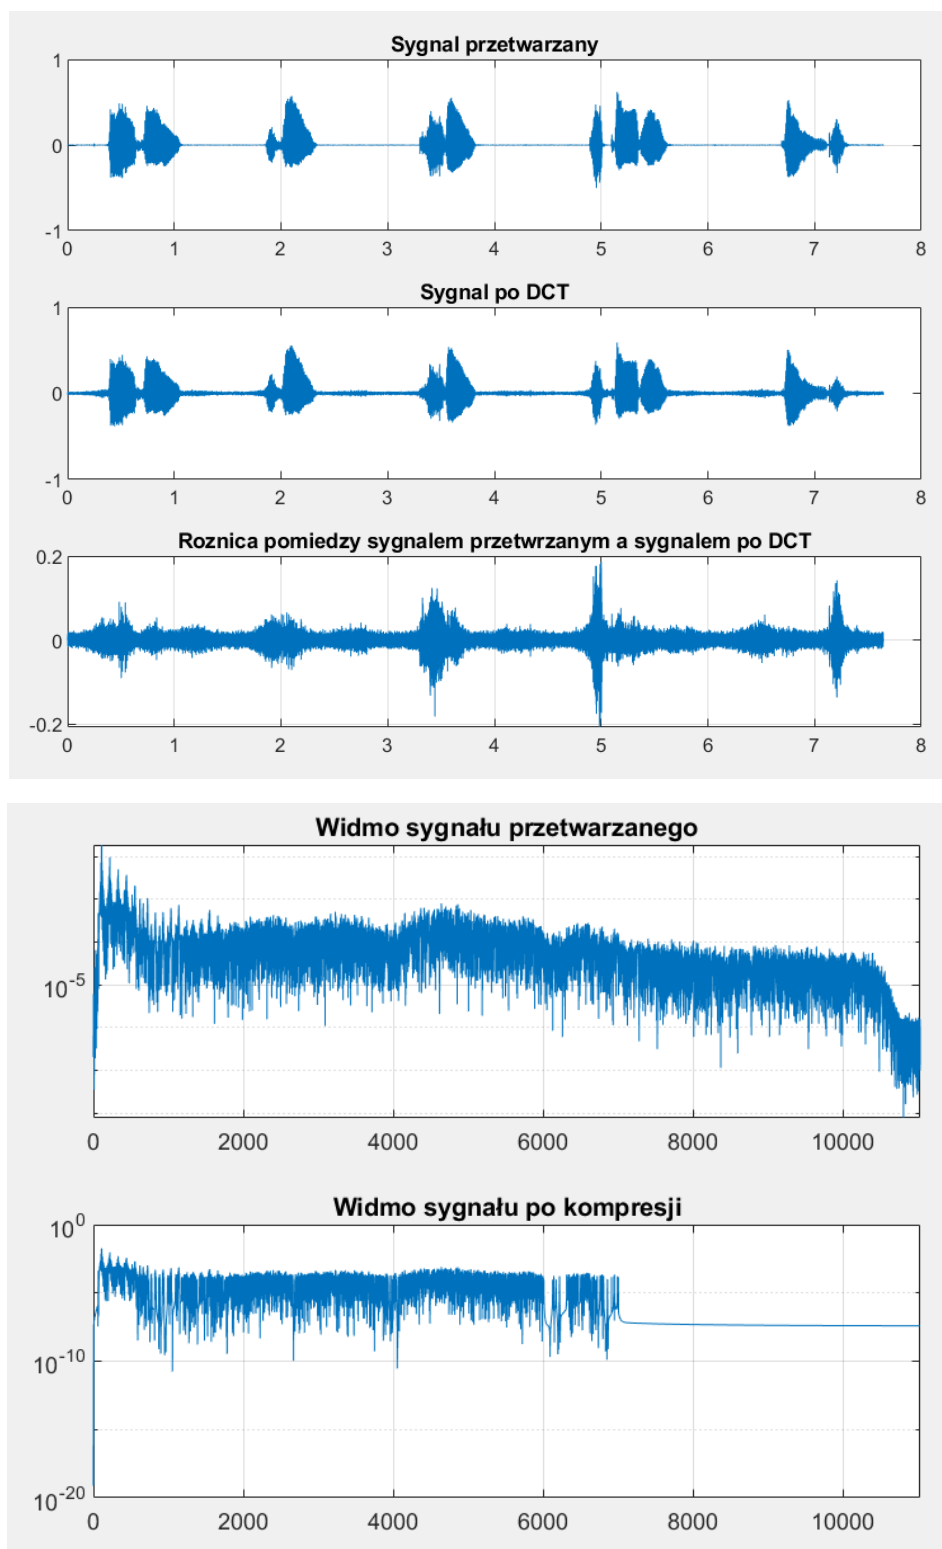 Sygnal przetwarzany
1
0
-1
0 1 2 3 4 5 6 7 8
Sygnal po DCT
1
0
-1
0 1 2 3 4 5 6 7 8
Roznica pomiedzy sygnalem przetwrzanym a sygnalem po DCT
0.2
0
-0.2
0 1 2 3 4 5 6 7 8
Widmo sygnału przetwarzanego
10^-5
0 2000 4000 6000 8000 10000
Widmo sygnału po kompresji
10^0
10^-10
10^-20
0 2000 4000 6000 8000 10000